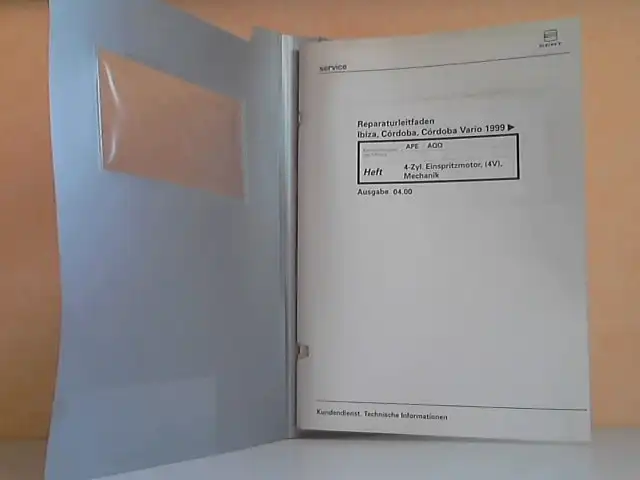 service
SEAT
Reparaturleitfaden
Ibiza, Córdoba, Córdoba Vario 1999 ►
APE AQQ
Heft
4-Zyl. Einspritzmotor, (4V),
Mechanik
Ausgabe 04.00
Kundendienst. Technische Informationen